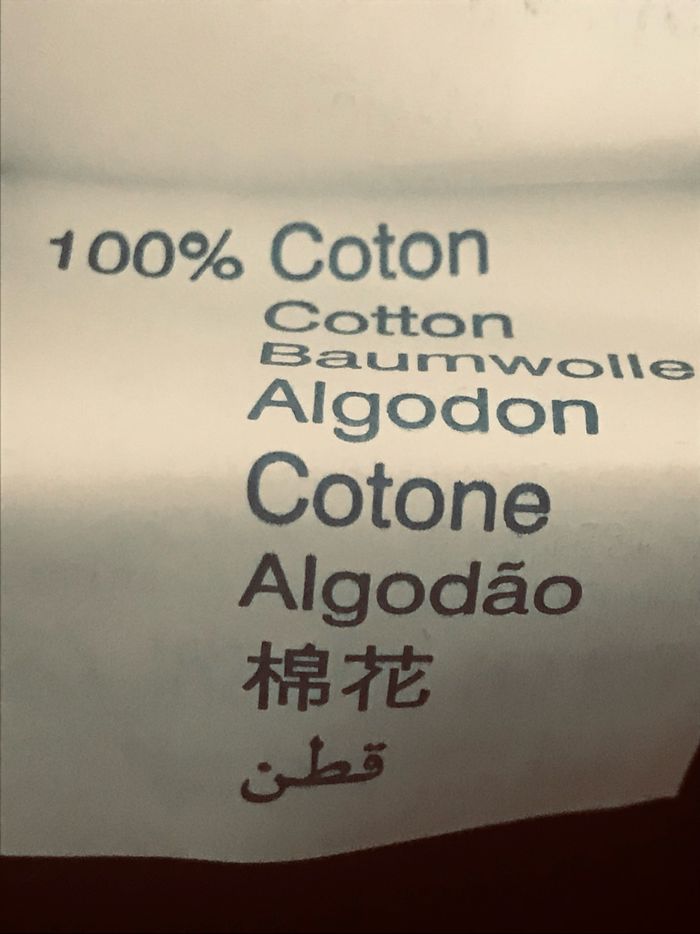 100% Coton
Cotton
Baumwolle
Algodon
Cotone
Algodão
棉花
قطن